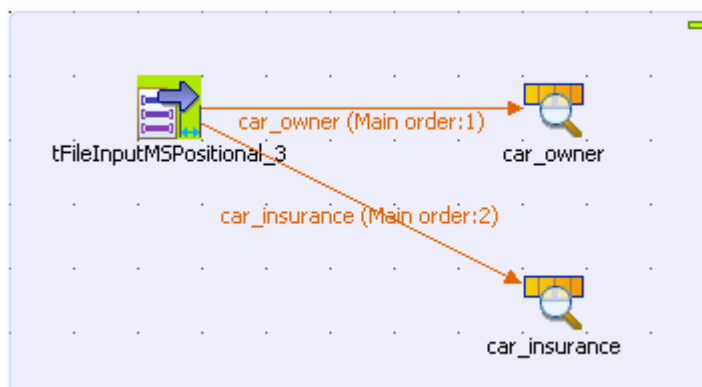 car_owner (Main order:1)
tFileInputMSPositional_3
car_owner
car_insurance (Main order:2)
car_insurance